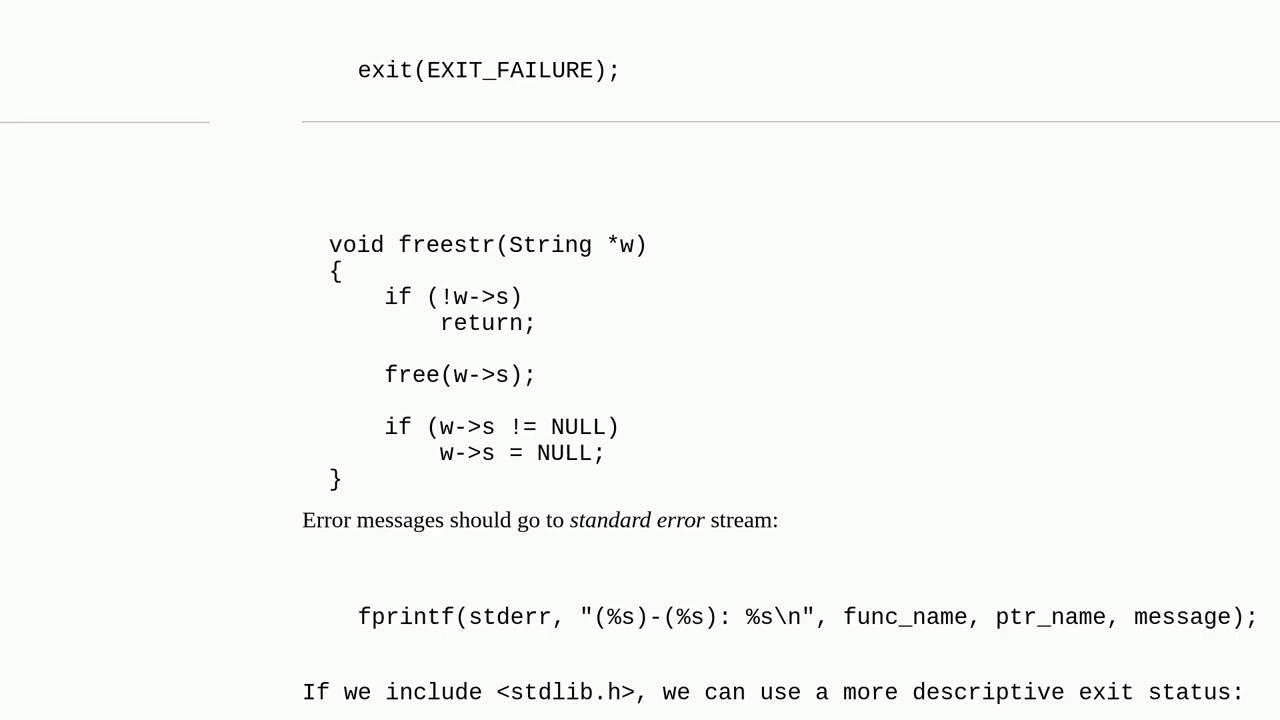 exit(EXIT_FAILURE);
void freestr(String *w)
{
    if (!w->s)
        return;
    free(w->s);
    if (w->s != NULL)
        w->s = NULL;
}
Error messages should go to standard error stream:
fprintf(stderr, "(%s)-(%s): %s\n", func_name, ptr_name, message);
If we include <stdlib.h>, we can use a more descriptive exit status: